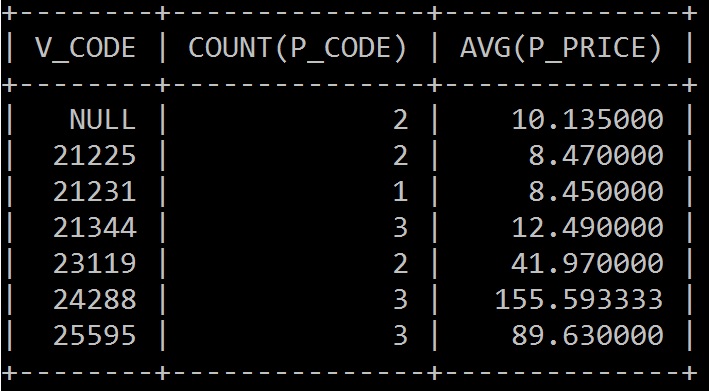 +--------+---------------+--------------+
| V_CODE | COUNT(P_CODE) | AVG(P_PRICE) |
+--------+---------------+--------------+
|   NULL |             2 |    10.135000 |
|  21225 |             2 |     8.470000 |
|  21231 |             1 |     8.450000 |
|  21344 |             3 |    12.490000 |
|  23119 |             2 |    41.970000 |
|  24288 |             3 |   155.593333 |
|  25595 |             3 |    89.630000 |
+--------+---------------+--------------+